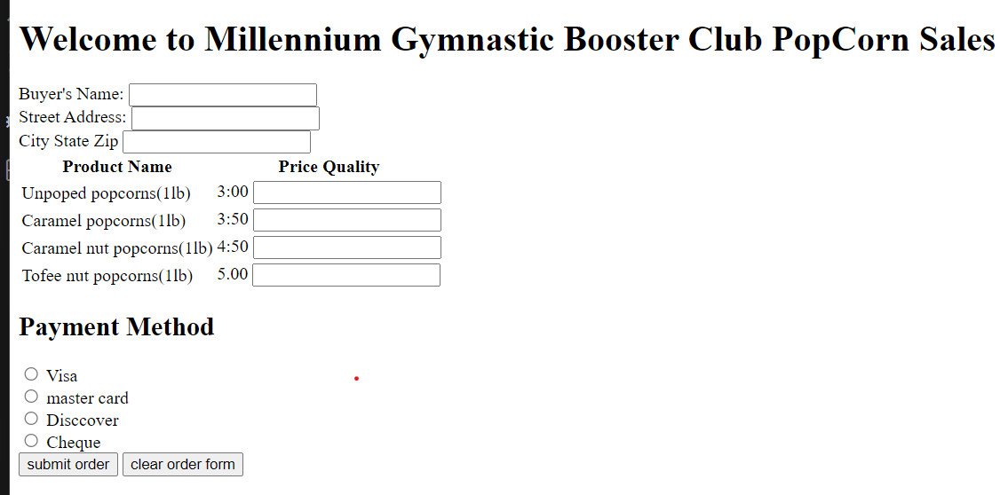 Welcome to Millennium Gymnastic Booster Club PopCorn Sales
Buyer's Name:
Street Address:
City State Zip
Product Name Price Quality
Unpoped popcorns(1lb) 3:00
Caramel popcorns(1lb) 3:50
Caramel nut popcorns(1lb) 4:50
Tofee nut popcorns(1lb) 5.00
Payment Method
Visa
master card
Disccover
Cheque
submit order clear order form